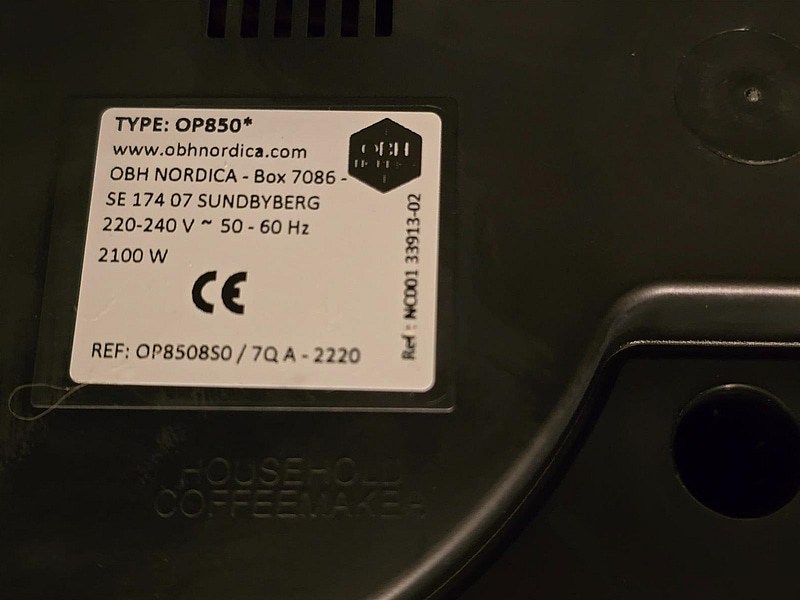 TYPE: OP850*
www.obhnordica.com
OBH NORDICA - Box 7086 -
SE 174 07 SUNDBYBERG
220-240 V ~ 50 - 60 Hz
2100 W
CE
REF: OP8508S0 / 7Q A - 2220
OBH
Ref : NC001 33913-02
HOUSEHOLD
COFFEEMAKER